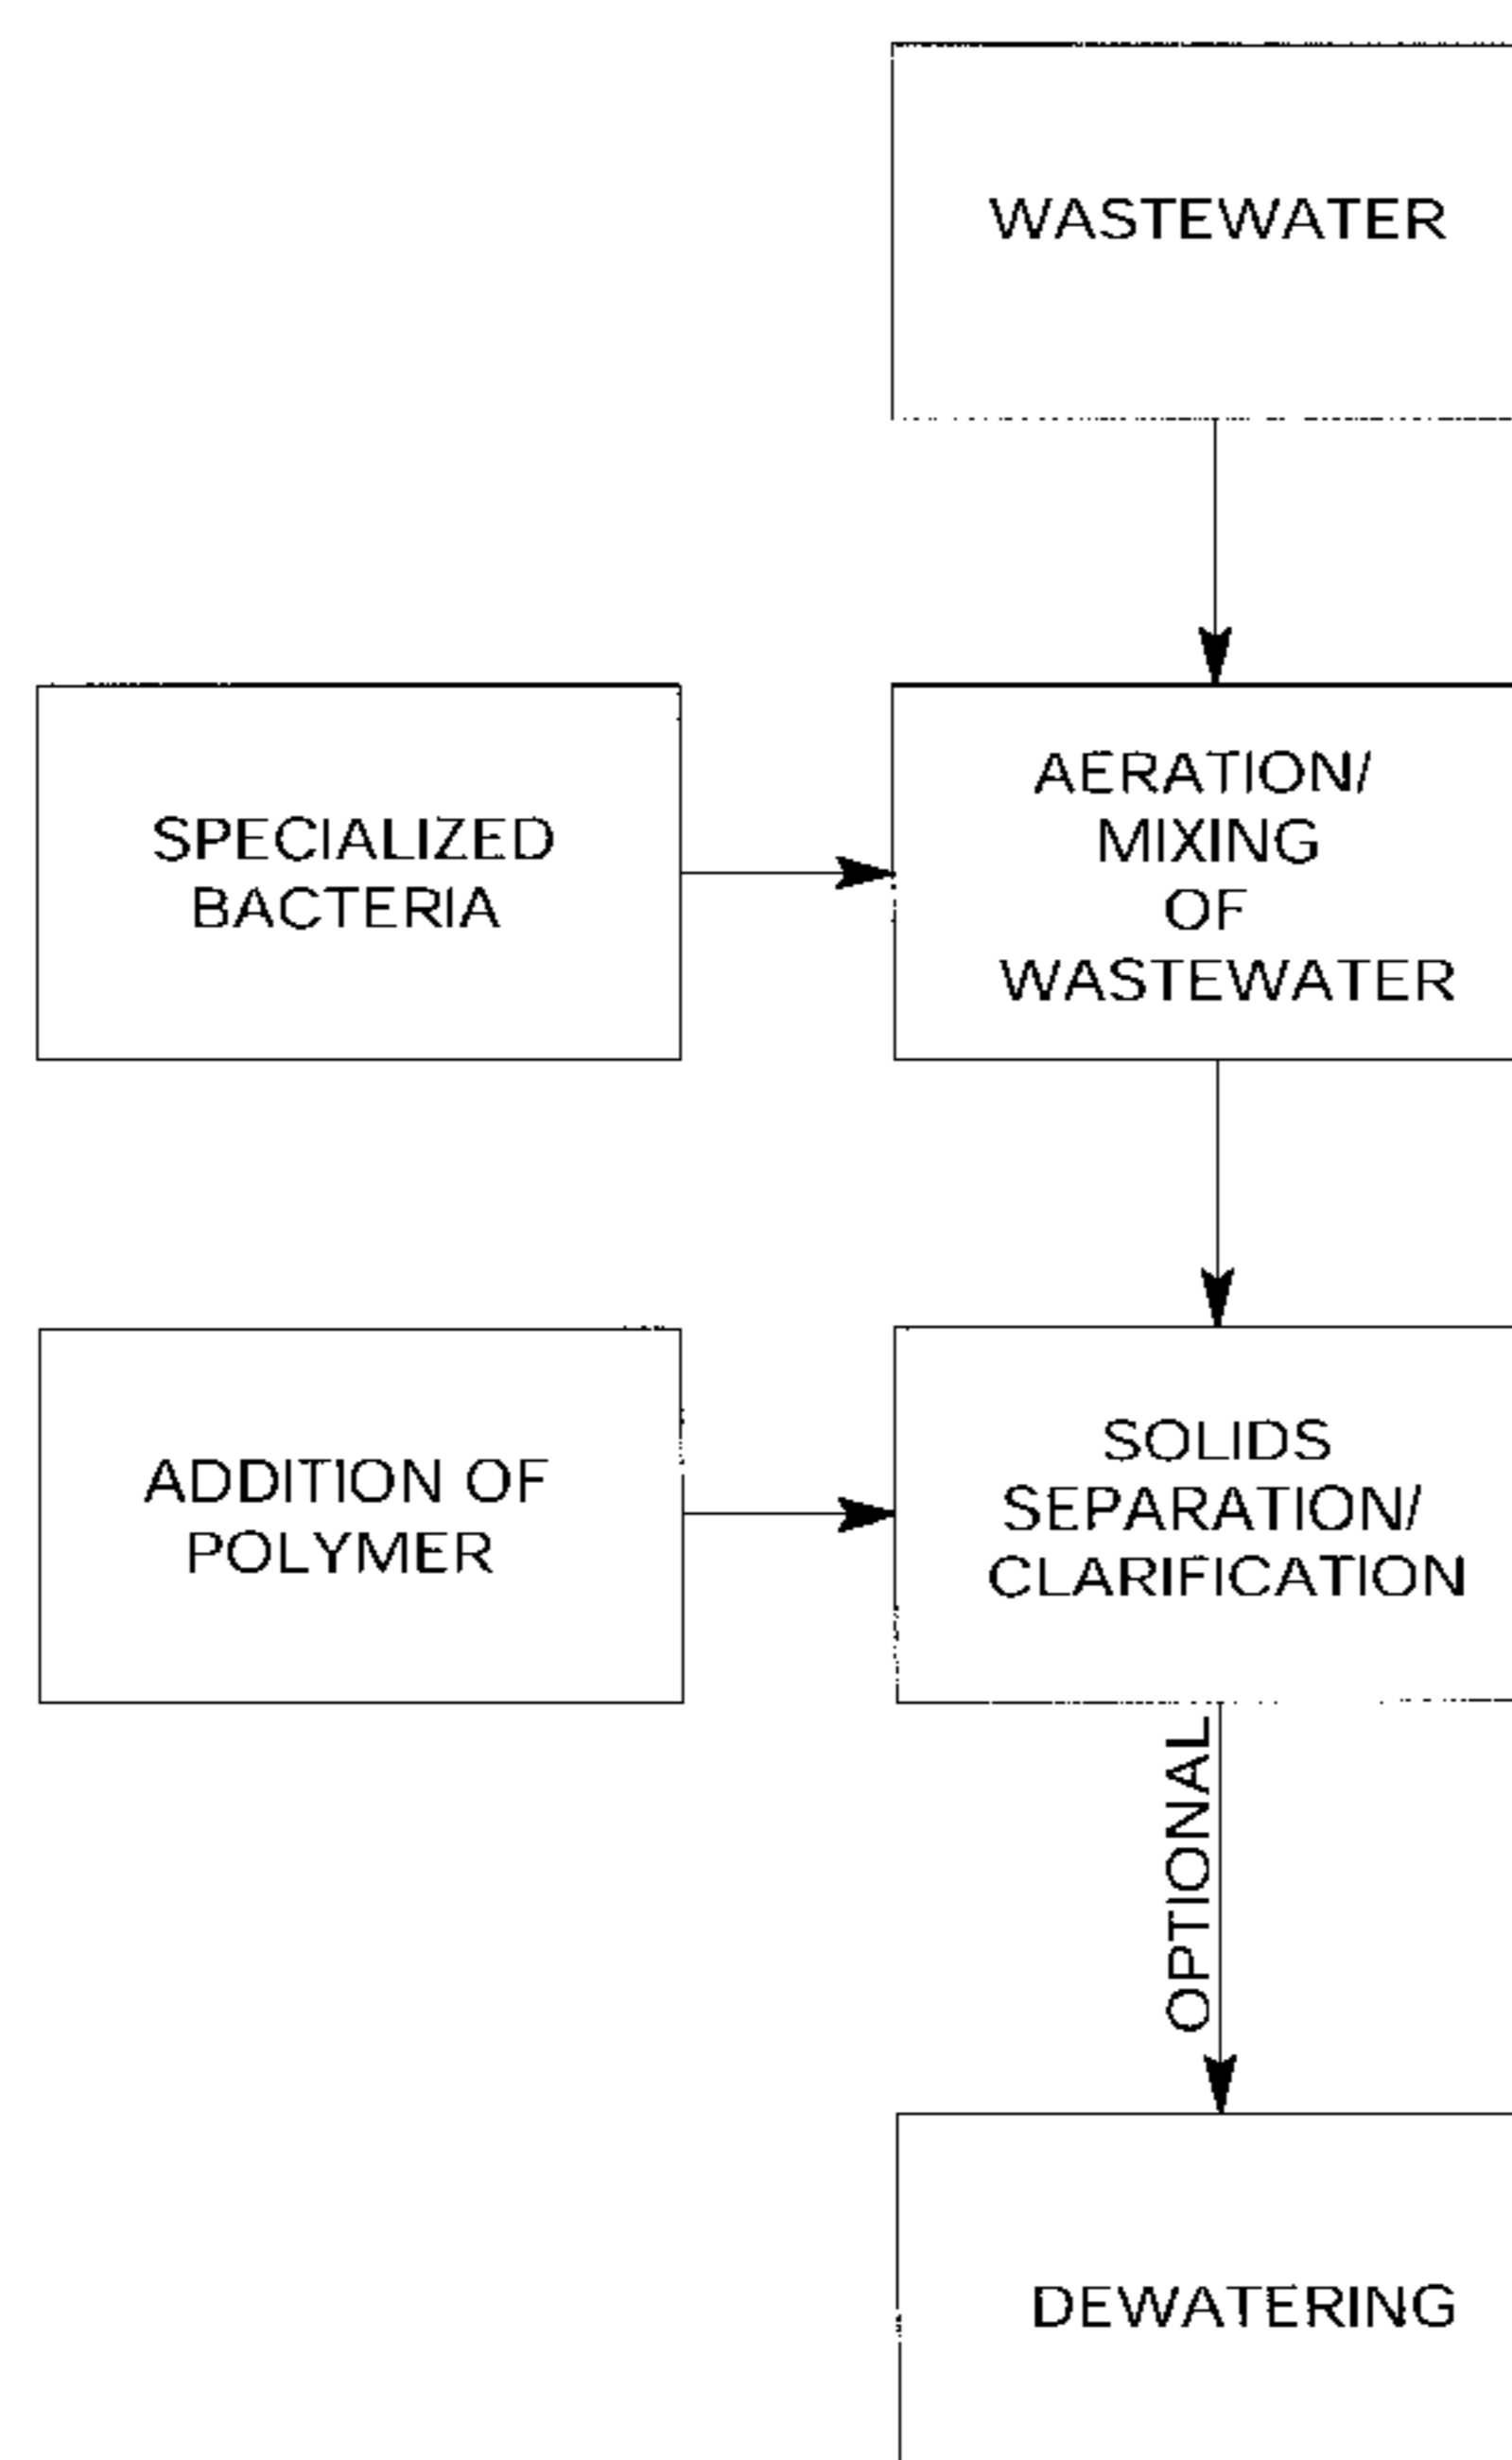 WASTEWATER
SPECIALIZED
BACTERIA
AERATION/
MIXING
OF
WASTEWATER
ADDITION OF
POLYMER
SOLIDS
SEPARATION/
CLARIFICATION
OPTIONAL
DEWATERING